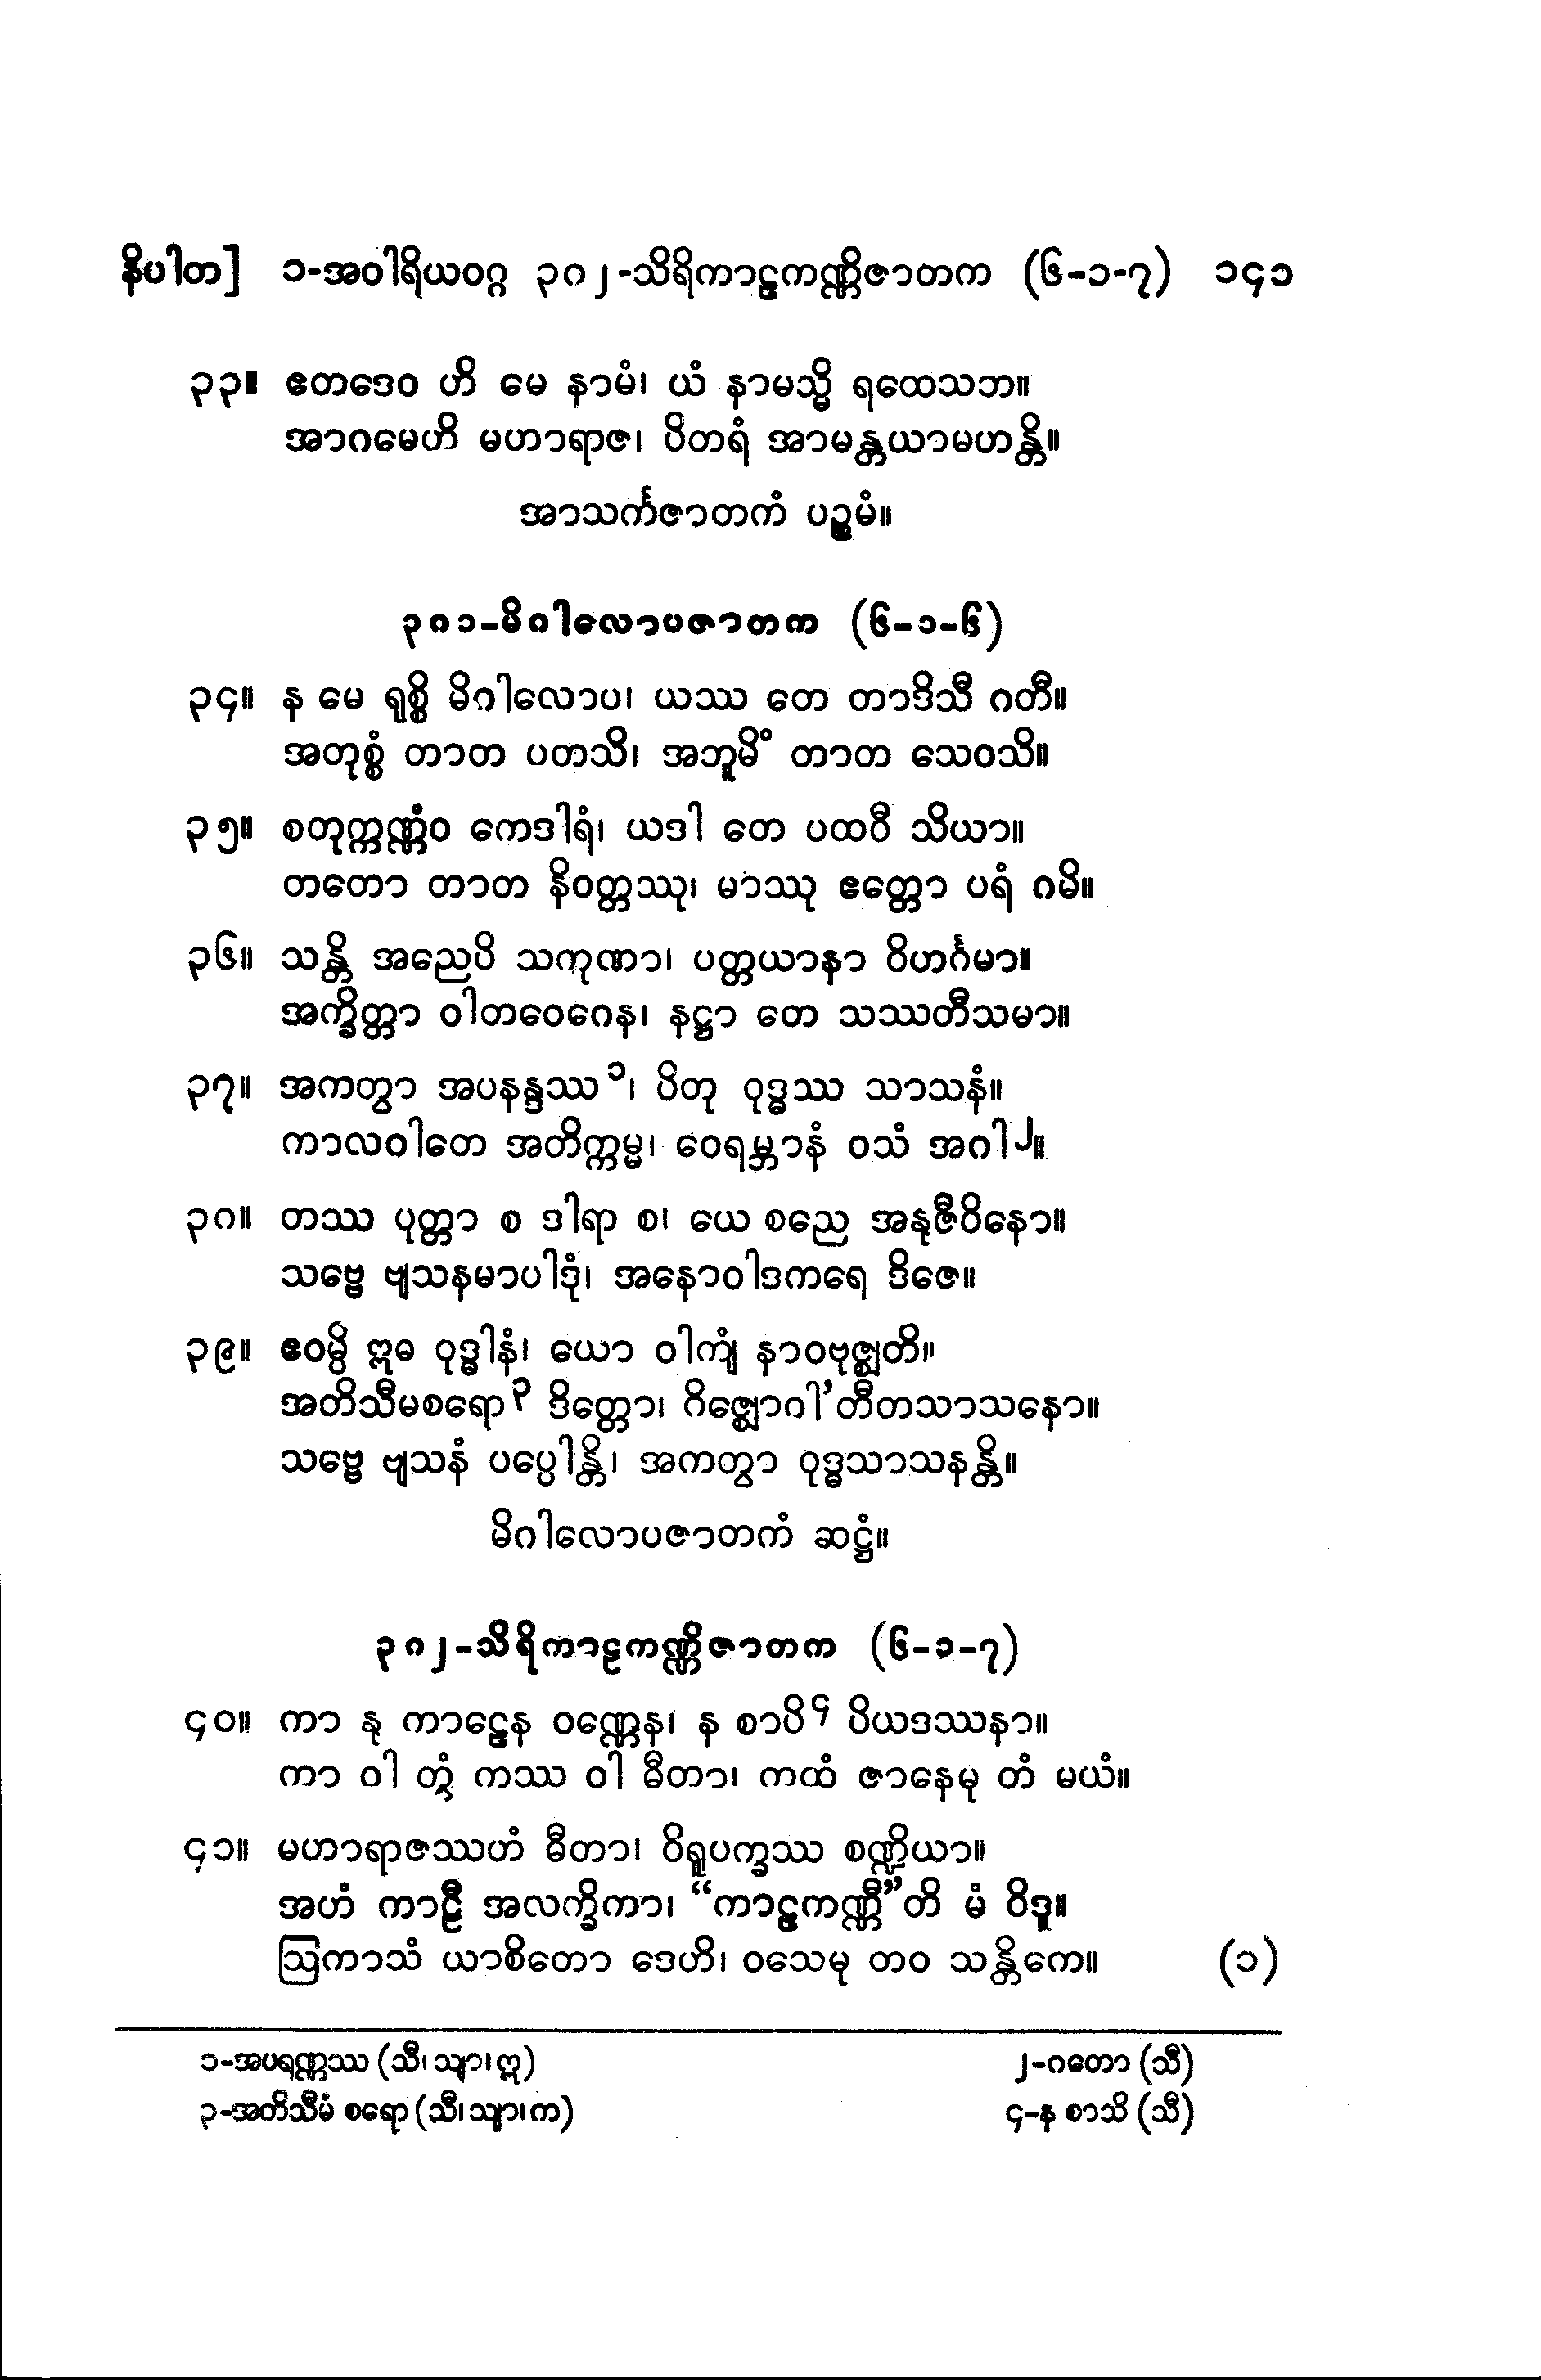 နိပါတ] ၁-အဝါရိယဝဂ္ဂ ၃၈၂-သိရိကာဠကဏ္ဏိဇာတက (၆-၁-၇) ၁၄၁
၃၃။ ဧတဒေဝ ဟိ မေ နာမံ၊ ယံ နာမသ္မိ ရထေသဘ။
အာဂမေဟိ မဟာရာဇ၊ ပိတရံ အာမန္တယာမဟန္တိ။
အာသင်္ကဇာတကံ ပဉ္စမံ။
၃၈၁-မိဂါလောပဇာတက (၆-၁-၆)
၃၄။ န မေ ရုစ္စိ မိဂါလောပ၊ ယဿ တေ တာဒိသီ ဂတီ။
အတုစ္စံ တာတ ပတသိ၊ အဘူမိံ တာတ သေဝသိ။
၃၅။ စတုက္ကဏ္ဏံဝ ကေဒါရံ၊ ယဒါ တေ ပထဝီ သိယာ။
တတော တာတ နိဝတ္တဿု၊ မာဿု ဧတ္တော ပရံ ဂမိ။
၃၆။ သန္တိ အညေပိ သကုဏာ၊ ပတ္တယာနာ ဝိဟင်္ဂမာ။
အက္ခိတ္တာ ဝါတဝေဂေန၊ နဋ္ဌာ တေ သဿတီသမာ။
၃၇။ အကတွာ အပနန္ဒဿ ၁၊ ပိတု ဝုဒ္ဓဿ သာသနံ။
ကာလဝါတေ အတိက္ကမ္မ၊ ဝေရမ္ဘာနံ ဝသံ အဂါ ၂။
၃၈။ တဿ ပုတ္တာ စ ဒါရာ စ၊ ယေ စညေ အနုဇီဝိနော။
သဗ္ဗေ ဗျသနမာပါဒုံ၊ အနောဝါဒကရေ ဒိဇေ။
၃၉။ ဧဝမ္ပိ ဣဓ ဝုဒ္ဓါနံ၊ ယော ဝါကျံ နာဝဗုဇ္ဈတိ။
အတိသီမစရော ၃ ဒိတ္တော၊ ဂိဇ္ဈောဝါ’တီတသာသနော။
သဗ္ဗေ ဗျသနံ ပပ္ပေါန္တိ၊ အကတွာ ဝုဒ္ဓသာသနန္တိ။
မိဂါလောပဇာတကံ ဆဋ္ဌံ။
၃၈၂-သိရိကာဠကဏ္ဏိဇာတက (၆-၁-၇)
၄၀။ ကာ နု ကာဠေန ဝဏ္ဏေန၊ န စာပိ ၄ ပိယဒဿနာ။
ကာ ဝါ တွံ ကဿ ဝါ ဓီတာ၊ ကထံ ဇာနေမု တံ မယံ။
၄၁။ မဟာရာဇဿဟံ ဓီတာ၊ ဝိရူပက္ခဿ စဏ္ဍိယာ။
အဟံ ကာဠီ အလက္ခိကာ၊ “ကာဠကဏ္ဏီ”တိ မံ ဝိဒူ။
ဩကာသံ ယာစိတော ဒေဟိ၊ ဝသေမု တဝ သန္တိကေ။ (၁)
၁-အပရဏ္ဏဿ (သီ၊ သျာ၊ ဣ) ၂-ဂတော (သီ)
၃-အတိသီမံ စရော (သီ၊ သျာ၊ က) ၄-န စာသိ (သီ)